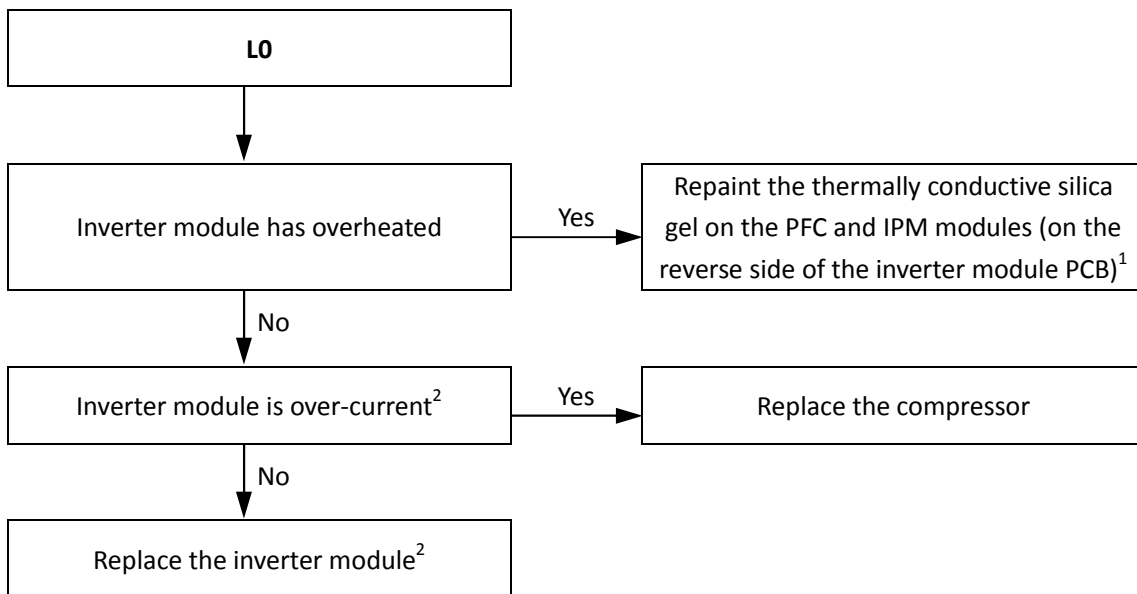 L0
Inverter module has overheated
Yes
Repaint the thermally conductive silica
gel on the PFC and IPM modules (on the
reverse side of the inverter module PCB)¹
No
Inverter module is over-current²
Yes
Replace the compressor
No
Replace the inverter module²